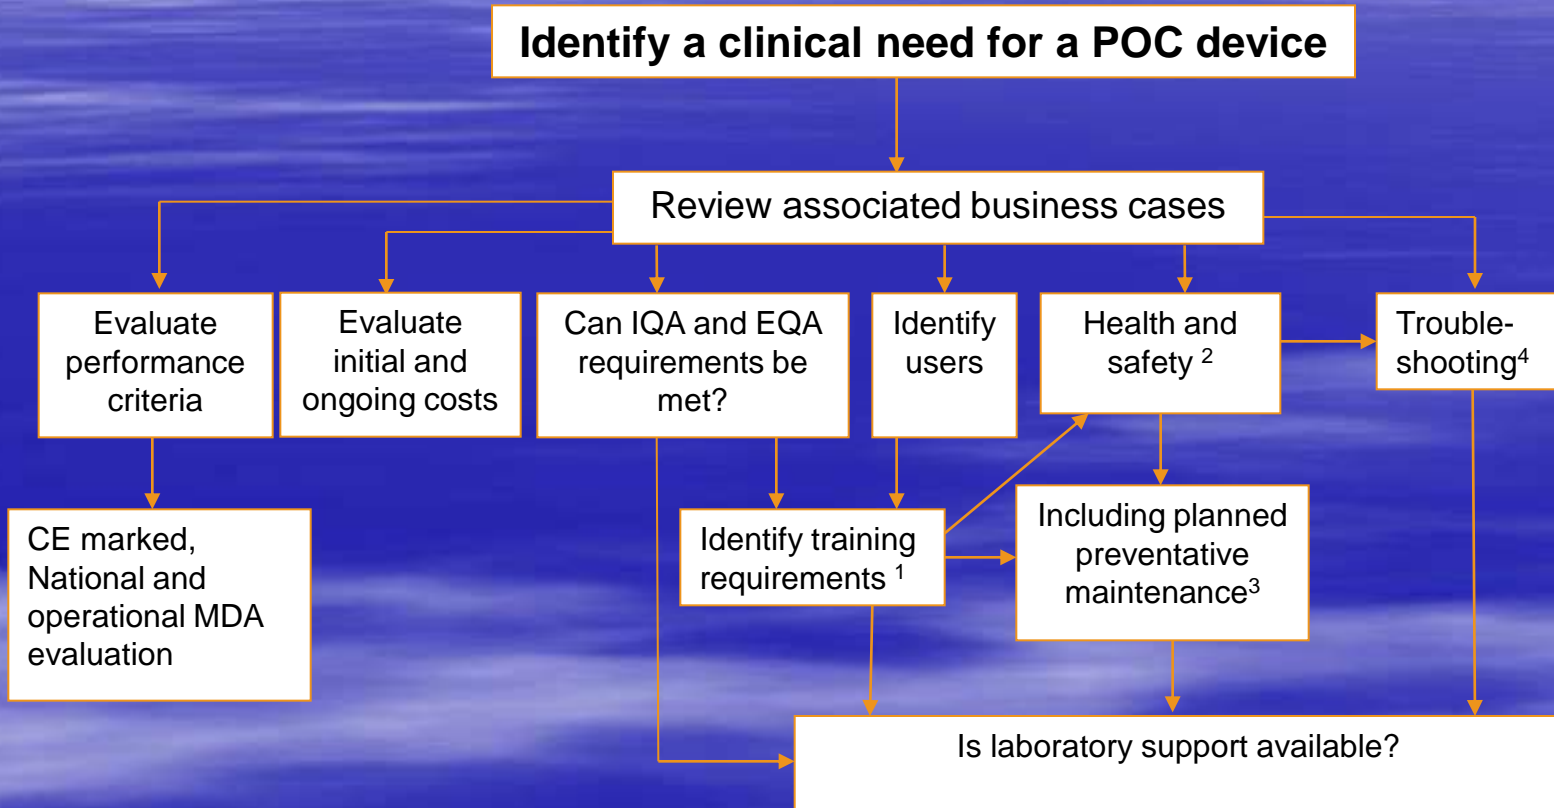 Identify a clinical need for a POC device
Review associated business cases
Evaluate
performance
criteria
Evaluate
initial and
ongoing costs
Can IQA and EQA
requirements be
met?
Identify
users
Health and
safety ²
Trouble-
shooting⁴
CE marked,
National and
operational MDA
evaluation
Identify training
requirements ¹
Including planned
preventative
maintenance³
Is laboratory support available?